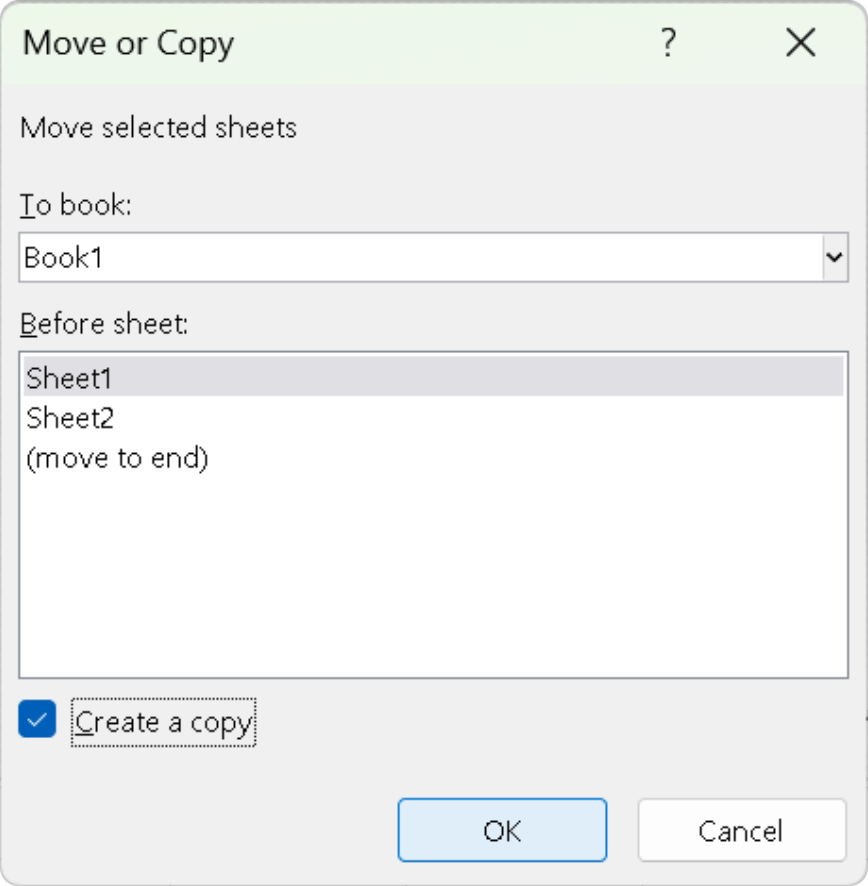 Move or Copy ?
Move selected sheets
To book:
Book1
Before sheet:
Sheet1
Sheet2
(move to end)
Create a copy
OK Cancel